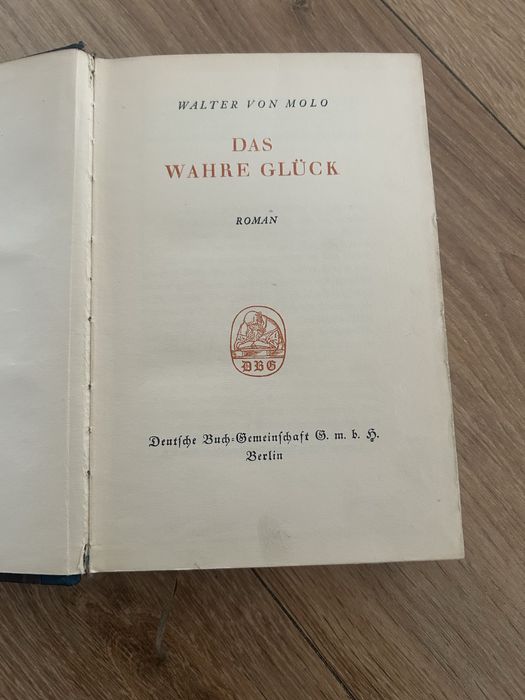 WALTER VON MOLO
DAS
WAHRE GLÜCK
ROMAN
DBG
Deutsche Buch-Gemeinschaft G. m. b. H.
Berlin